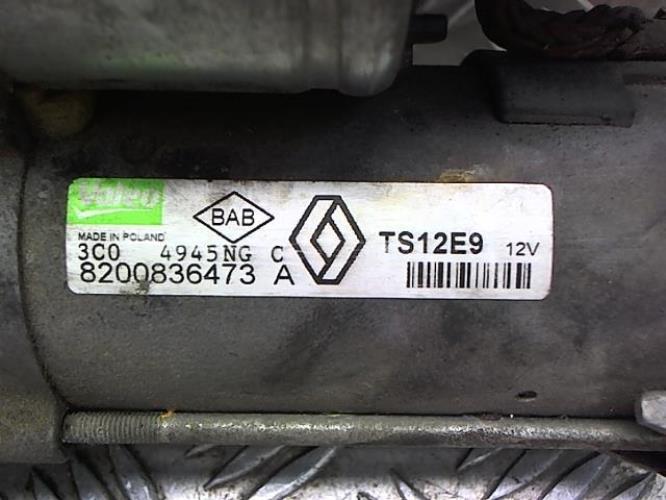 Valeo
BAB
MADE IN POLAND
TS12E9 12V
3C0 4945NG C
8200836473 A